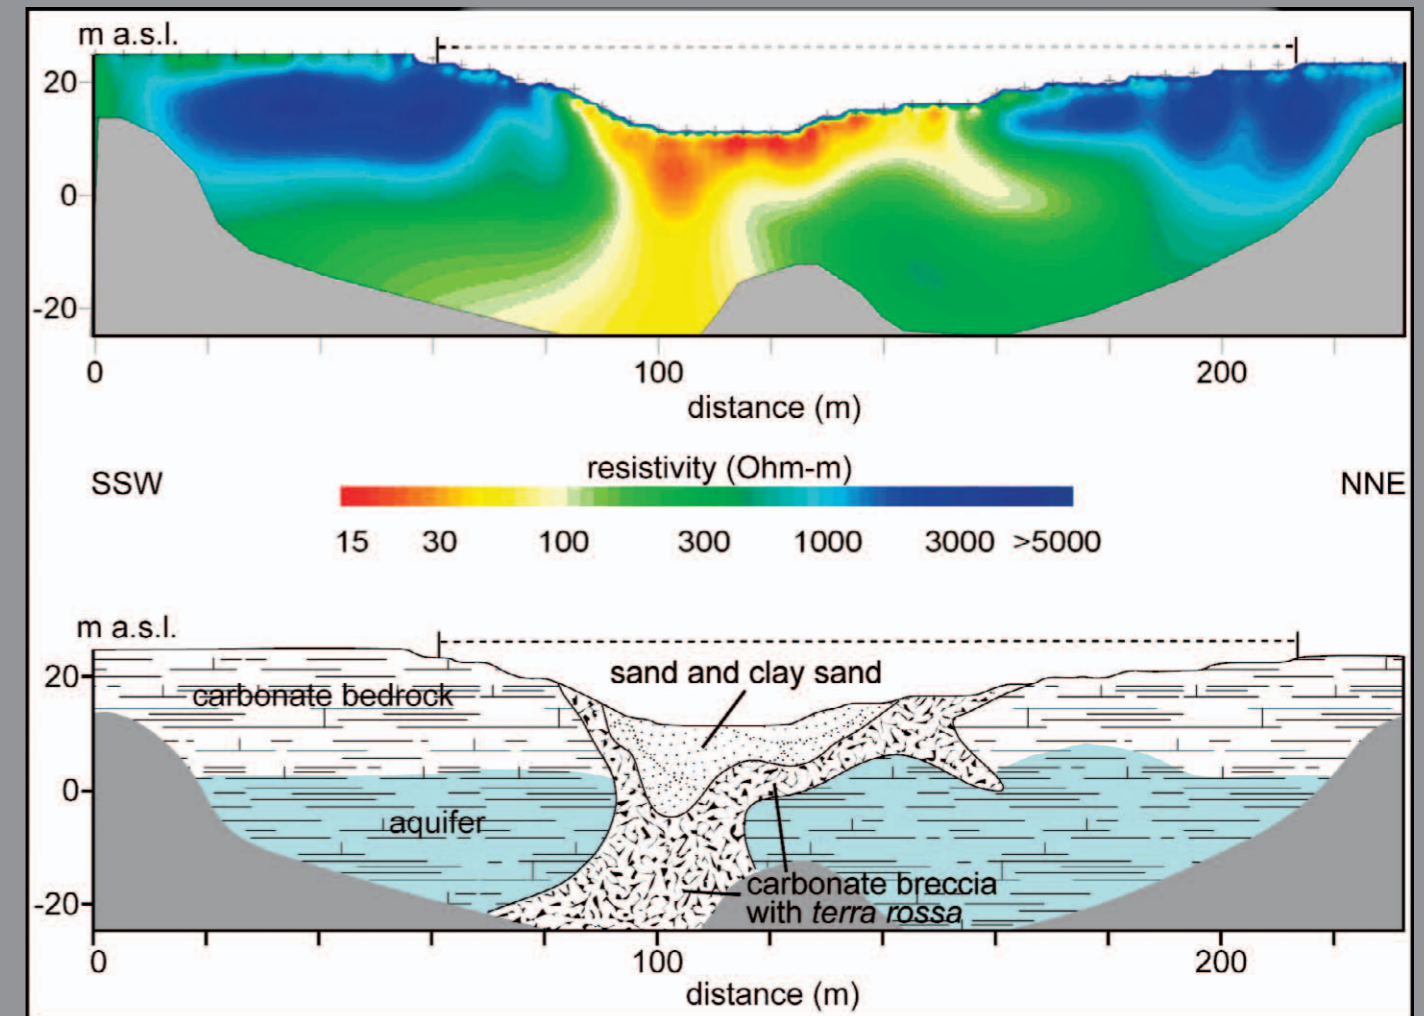 m a.s.l.
20
0
-20
0 100 200
distance (m)
resistivity (Ohm-m)
SSW NNE
15 30 100 300 1000 3000 >5000
m a.s.l.
sand and clay sand
20
carbonate bedrock
0
aquifer
carbonate breccia
-20
with terra rossa
0 100 200
distance (m)